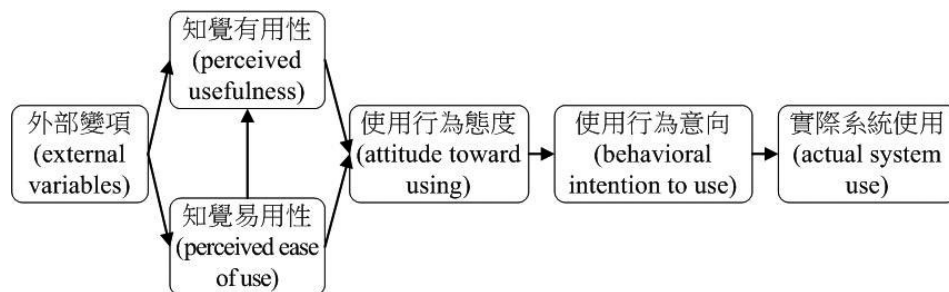 知覺有用性
(perceived
usefulness)
外部變項
(external
variables)
使用行為態度
(attitude toward
using)
使用行為意向
(behavioral
intention to use)
實際系統使用
(actual system
use)
知覺易用性
(perceived ease
of use)